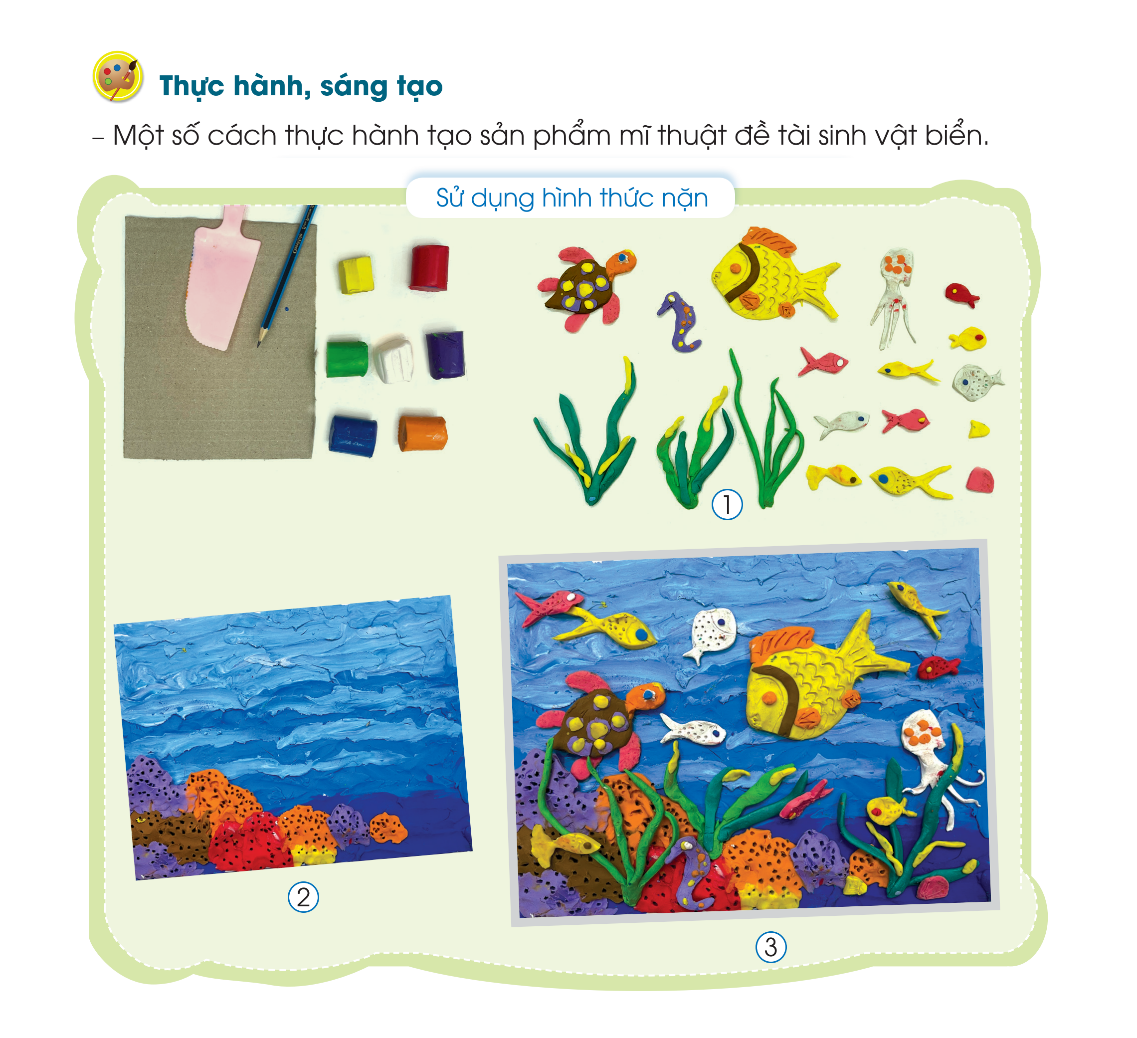 Thực hành, sáng tạo
– Một số cách thực hành tạo sản phẩm mĩ thuật đề tài sinh vật biển.
Sử dụng hình thức nặn
1
2
3